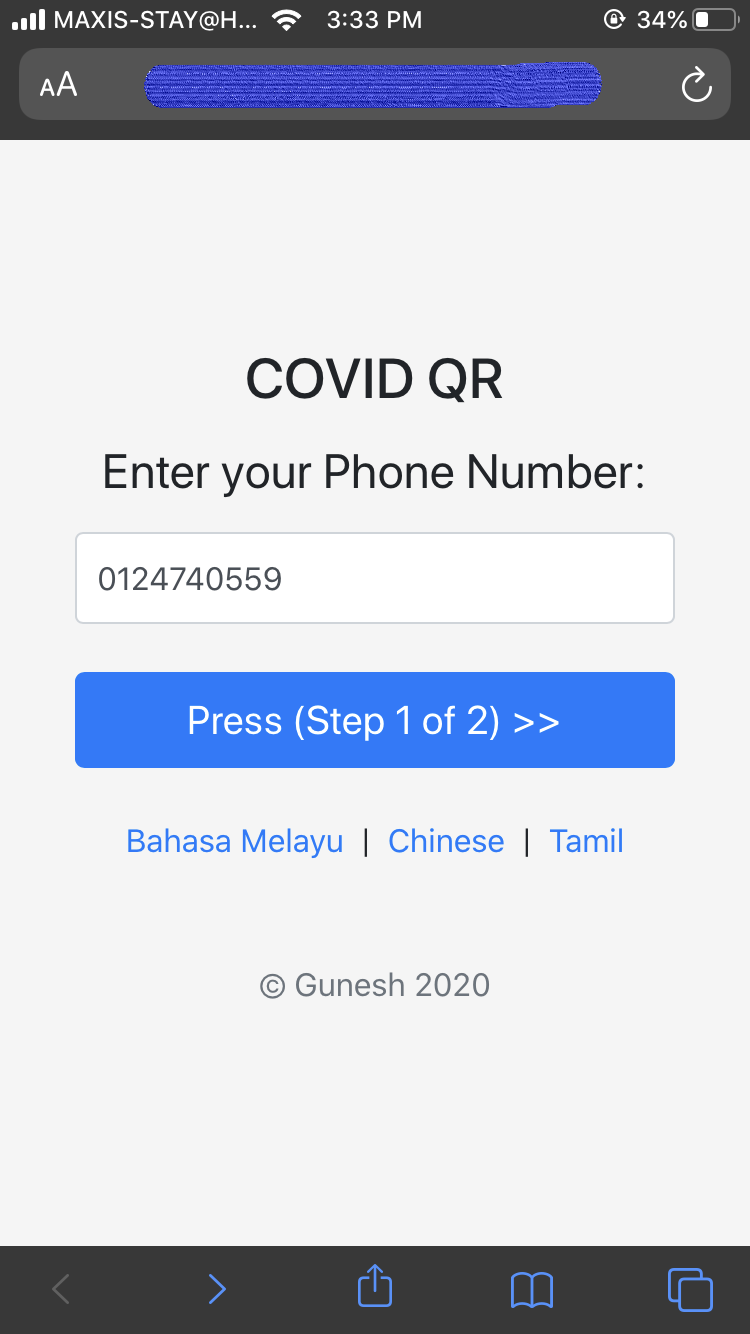 MAXIS-STAY@H... 3:33 PM 34%
AA
COVID QR
Enter your Phone Number:
0124740559
Press (Step 1 of 2) >>
Bahasa Melayu | Chinese | Tamil
© Gunesh 2020